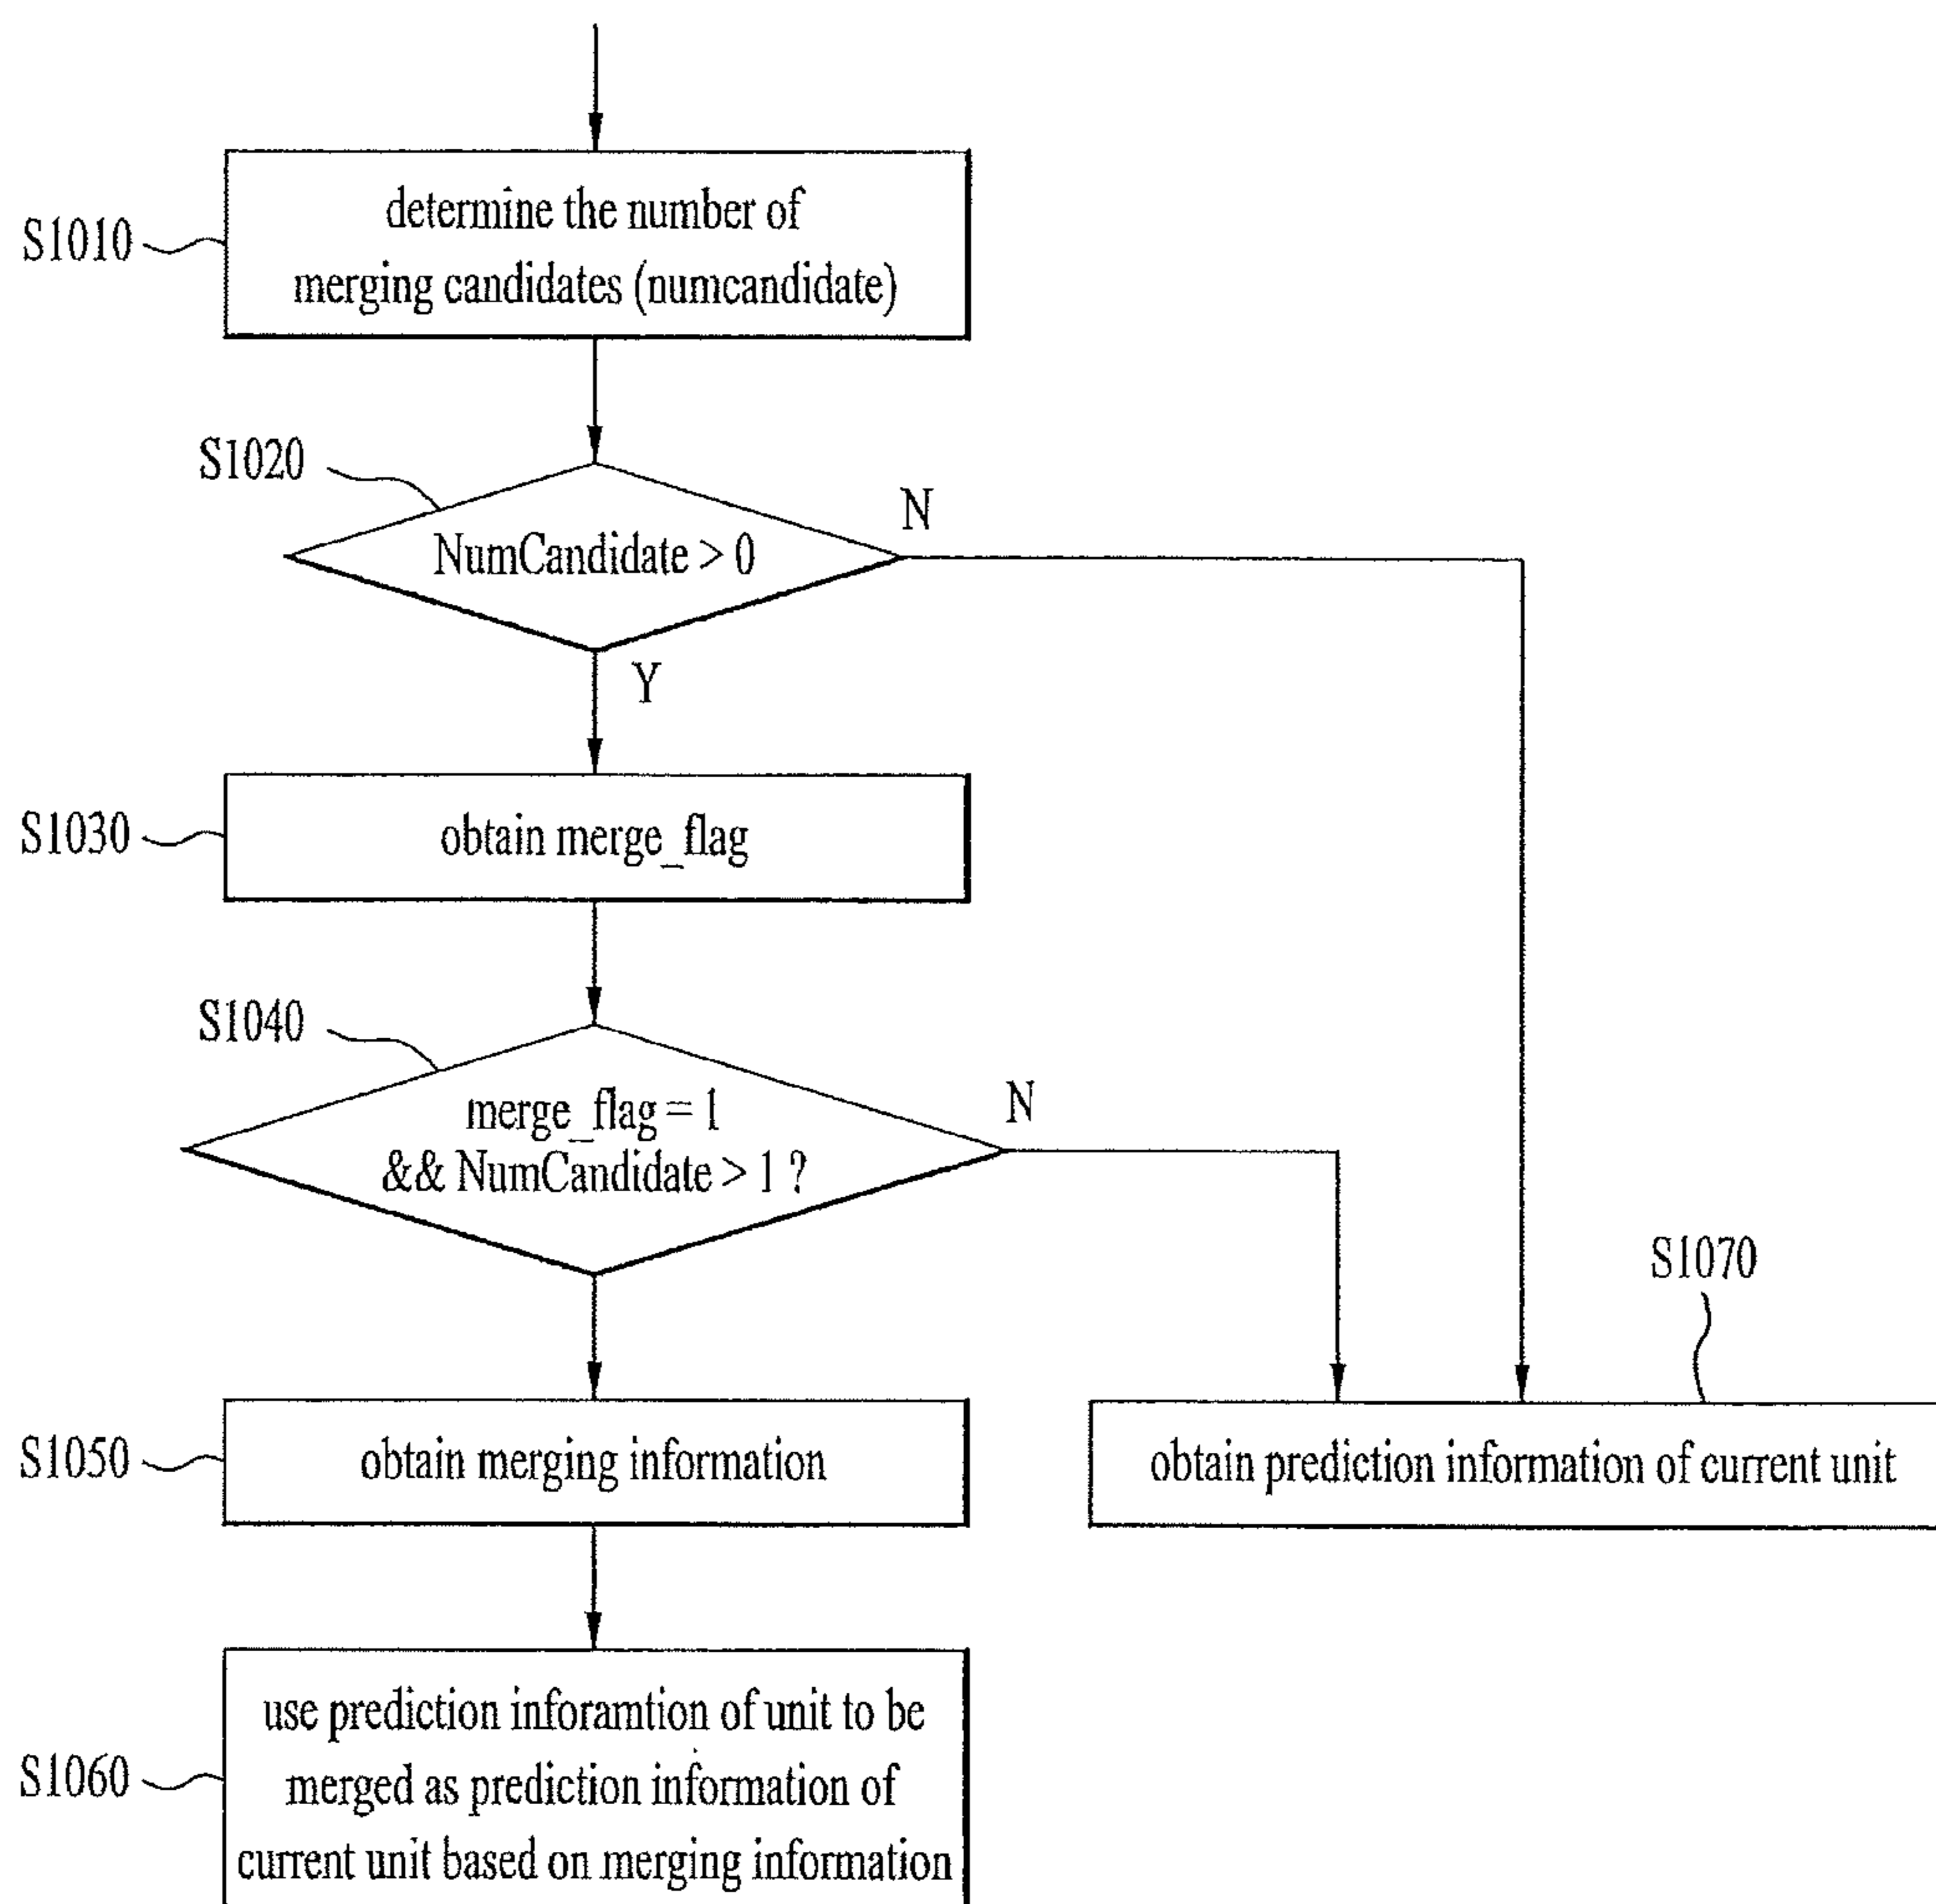 S1010
determine the number of
merging candidates (numcandidate)
S1020
NumCandidate > 0
N
Y
S1030
obtain merge_flag
S1040
merge_flag = 1
&& NumCandidate > 1 ?
N
S1050
obtain merging information
S1070
obtain prediction information of current unit
S1060
use prediction inforamtion of unit to be
merged as prediction information of
current unit based on merging information